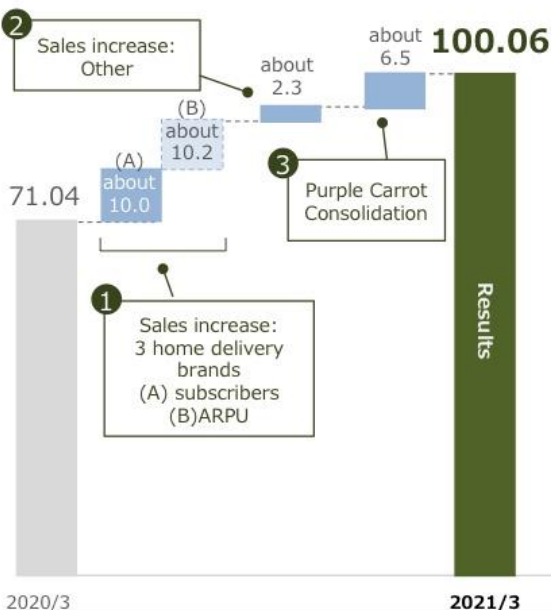 2
Sales increase:
Other
about
2.3
about
6.5
100.06
(B)
about
10.2
(A)
about
10.0
71.04
3
Purple Carrot
Consolidation
1
Sales increase:
3 home delivery
brands
(A) subscribers
(B)ARPU
Results
2020/3
2021/3